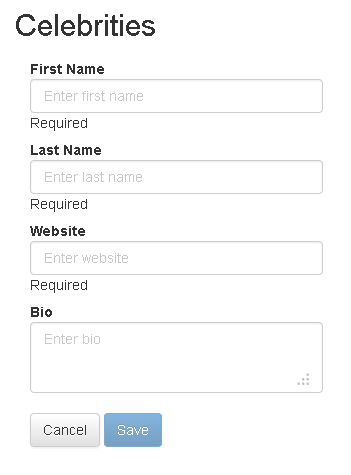 Celebrities
First Name
Enter first name
Required
Last Name
Enter last name
Required
Website
Enter website
Required
Bio
Enter bio
Cancel Save